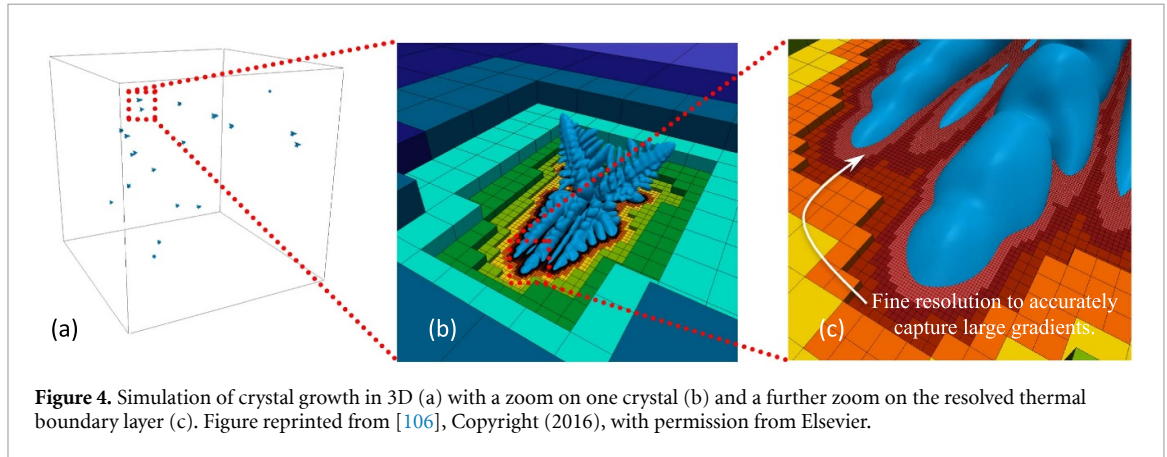 (a)
(b)
(c)
Fine resolution to accurately
capture large gradients.
Figure 4. Simulation of crystal growth in 3D (a) with a zoom on one crystal (b) and a further zoom on the resolved thermal
boundary layer (c). Figure reprinted from [106], Copyright (2016), with permission from Elsevier.